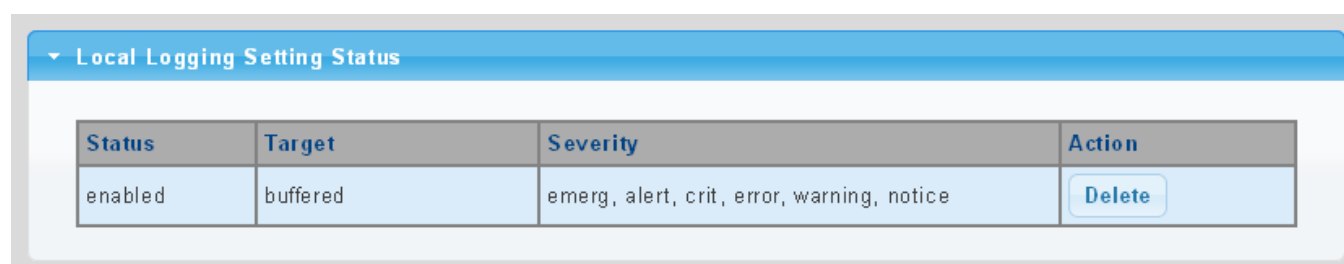 Local Logging Setting Status
Status Target Severity Action
enabled buffered emerg, alert, crit, error, warning, notice Delete